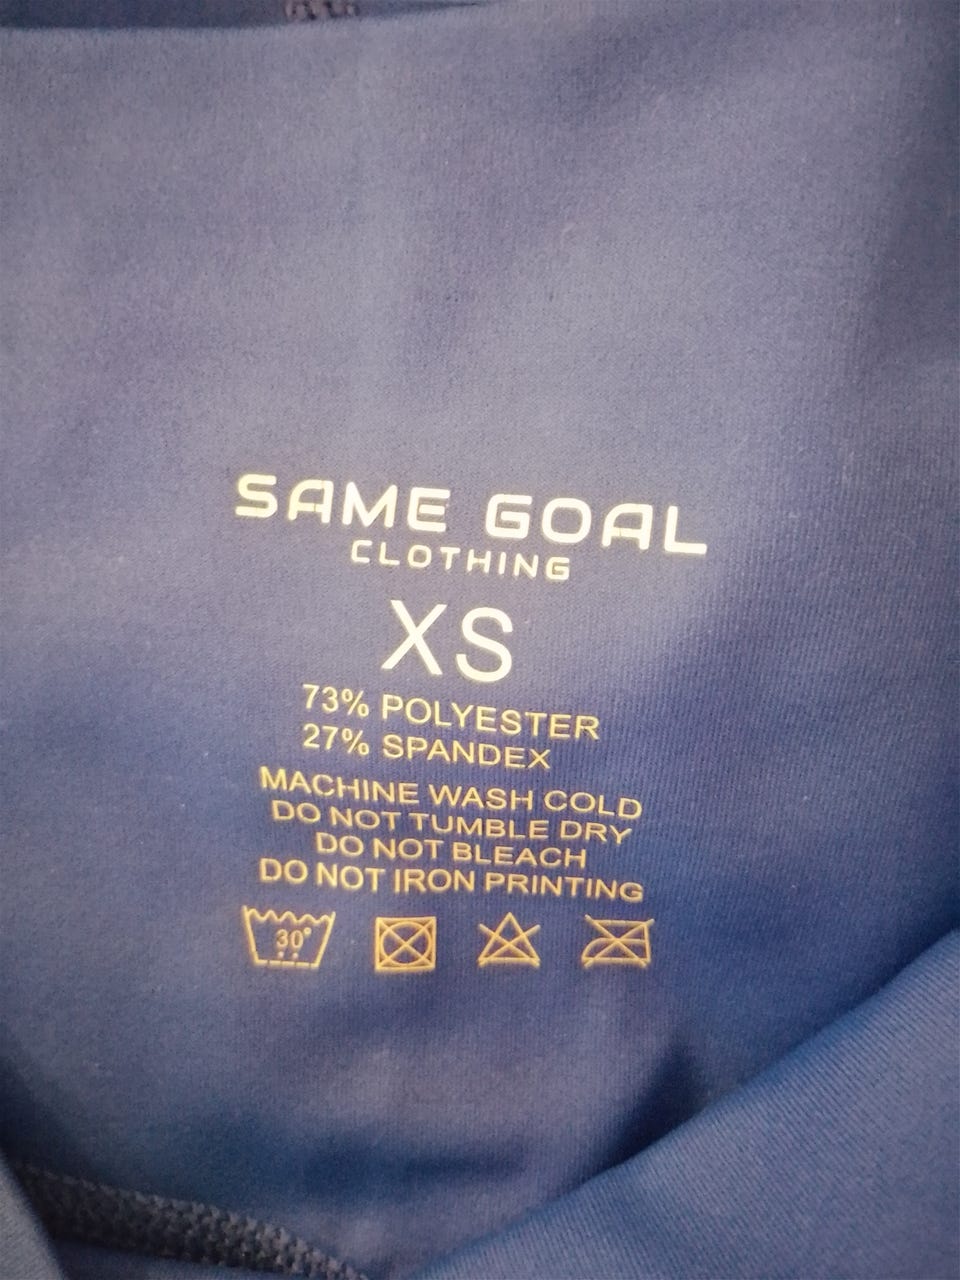 SAME GOAL
CLOTHING
XS
73% POLYESTER
27% SPANDEX
MACHINE WASH COLD
DO NOT TUMBLE DRY
DO NOT BLEACH
DO NOT IRON PRINTING
30°